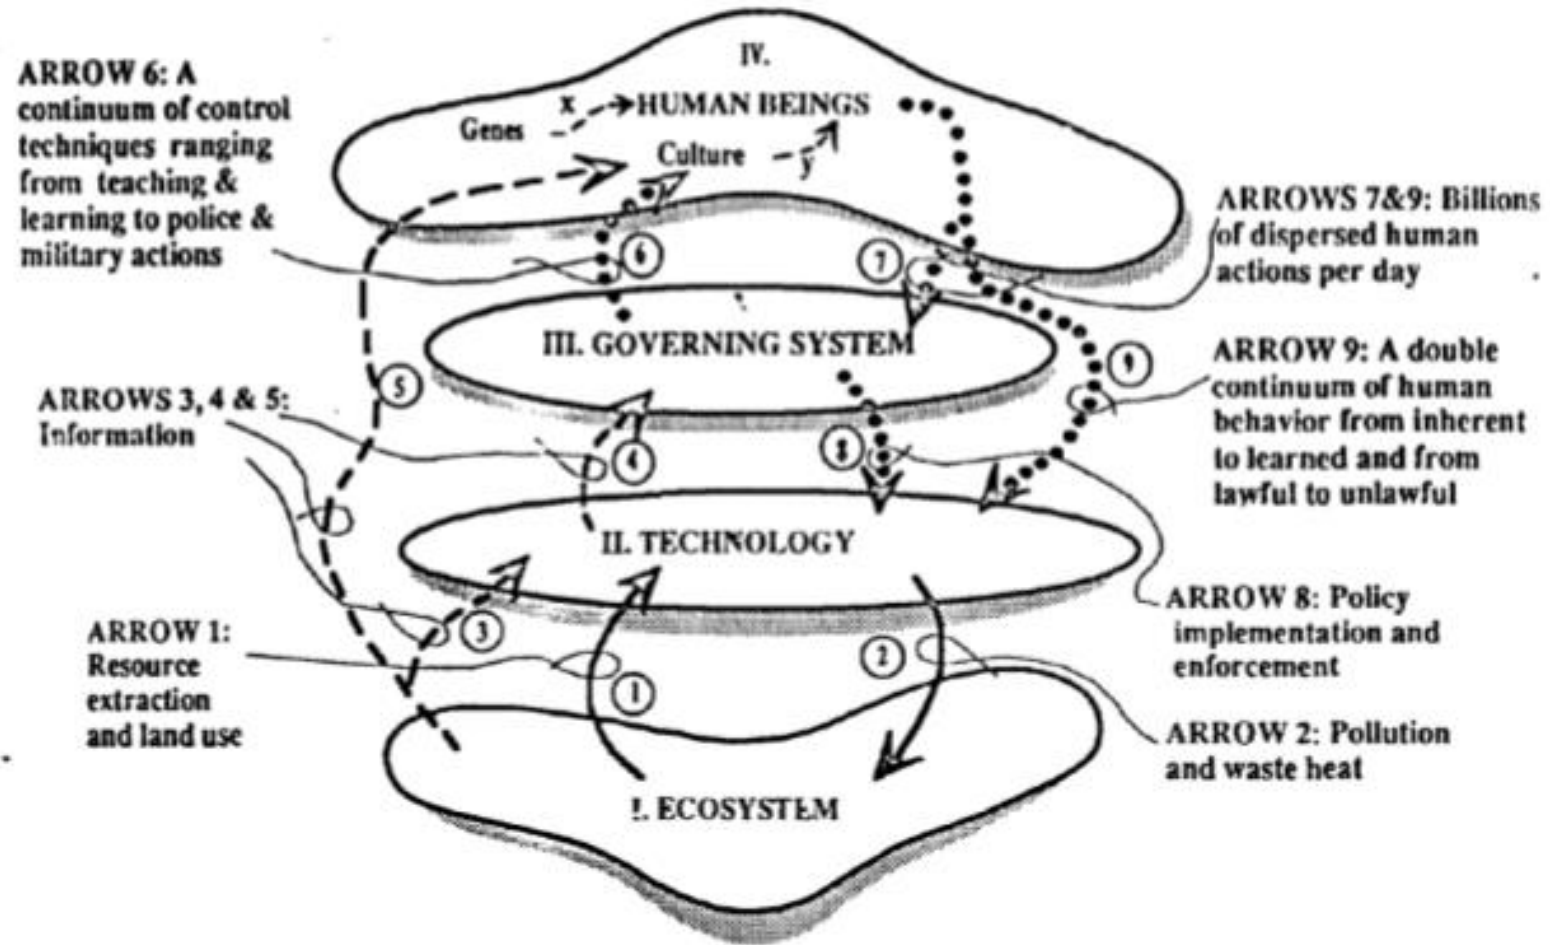 IV.
x
HUMAN BEINGS
Genes
Culture
y
ARROW 6: A
continuum of control
techniques ranging
from teaching &
learning to police &
military actions
6
7
ARROWS 7&9: Billions
of dispersed human
actions per day
III. GOVERNING SYSTEM
5
9
ARROW 9: A double
continuum of human
behavior from inherent
to learned and from
lawful to unlawful
ARROWS 3, 4 & 5:
Information
4
8
II. TECHNOLOGY
ARROW 8: Policy
implementation and
enforcement
3
2
1
ARROW 1:
Resource
extraction
and land use
ARROW 2: Pollution
and waste heat
I. ECOSYSTEM